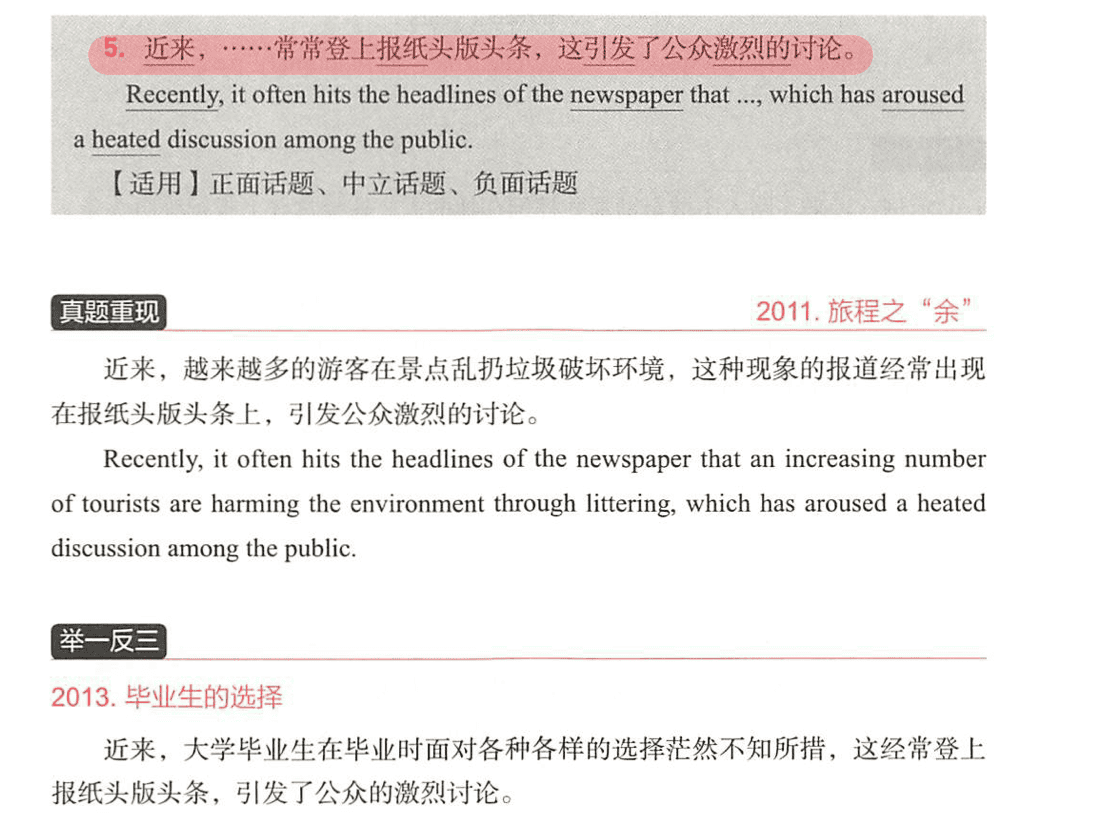 5. 近来，……常常登上报纸头版头条，这引发了公众激烈的讨论。
Recently, it often hits the headlines of the newspaper that ..., which has aroused
a heated discussion among the public.
【适用】正面话题、中立话题、负面话题
真题重现
2011. 旅程之“余”
近来，越来越多的游客在景点乱扔垃圾破坏环境，这种现象的报道经常出现
在报纸头版头条上，引发公众激烈的讨论。
Recently, it often hits the headlines of the newspaper that an increasing number
of tourists are harming the environment through littering, which has aroused a heated
discussion among the public.
举一反三
2013. 毕业生的选择
近来，大学毕业生在毕业时面对各种各样的选择茫然不知所措，这经常登上
报纸头版头条，引发了公众的激烈讨论。